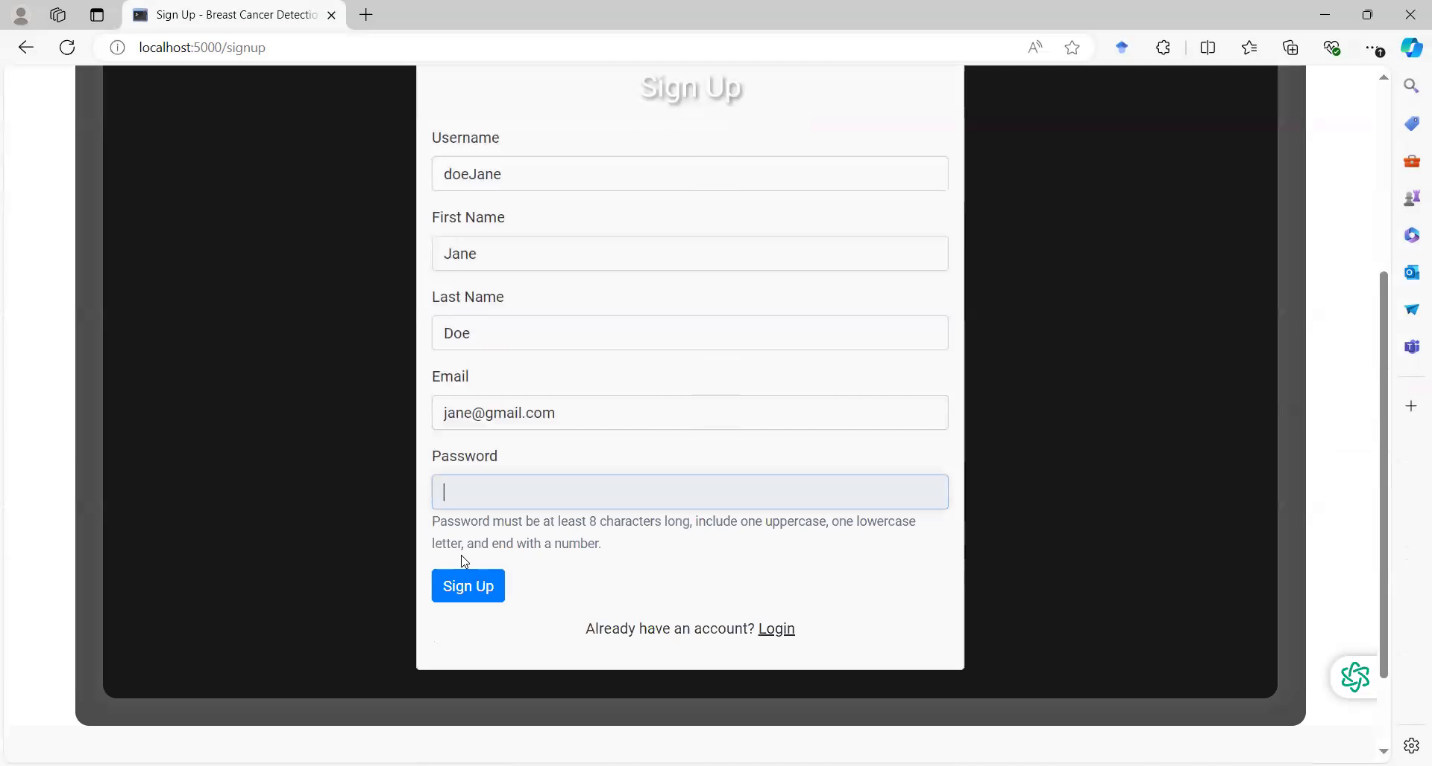 Sign Up - Breast Cancer Detectio
localhost:5000/signup
Sign Up
Username
doeJane
First Name
Jane
Last Name
Doe
Email
jane@gmail.com
Password
Password must be at least 8 characters long, include one uppercase, one lowercase
letter, and end with a number.
Sign Up
Already have an account? Login